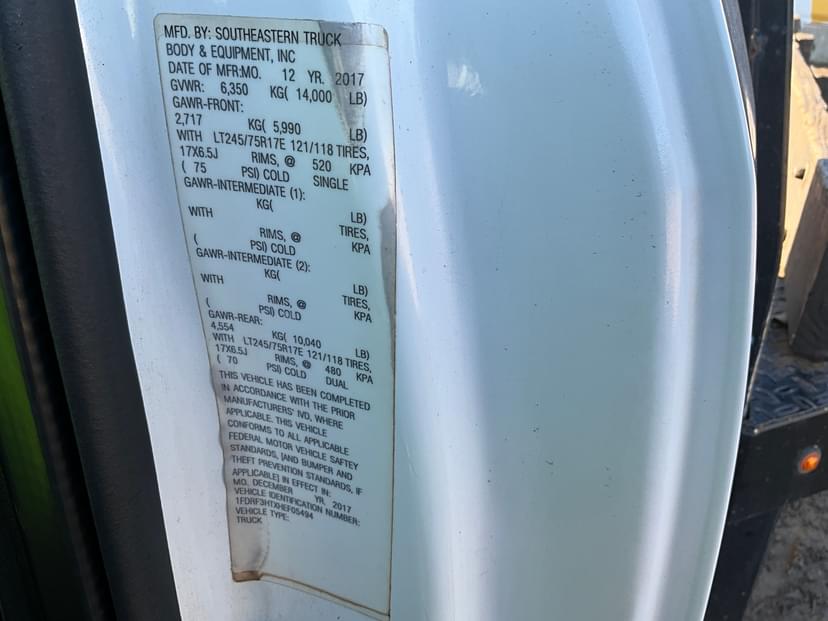 MFD. BY: SOUTHEASTERN TRUCK
BODY & EQUIPMENT, INC
DATE OF MFR:MO. 12 YR. 2017
GVWR: 6,350 KG( 14,000 LB)
GAWR-FRONT:
2,717 KG( 5,990 LB)
WITH LT245/75R17E 121/118 TIRES,
17X6.5J RIMS, @ 520 KPA
( 75 PSI) COLD SINGLE
GAWR-INTERMEDIATE (1):
KG( LB)
WITH TIRES,
RIMS, @ KPA
( PSI) COLD
GAWR-INTERMEDIATE (2):
KG( LB)
WITH TIRES,
RIMS, @ KPA
( PSI) COLD
GAWR-REAR:
4,554 KG( 10,040 LB)
WITH LT245/75R17E 121/118 TIRES,
17X6.5J RIMS, @ 480 KPA
( 70 PSI) COLD DUAL
THIS VEHICLE HAS BEEN COMPLETED
IN ACCORDANCE WITH THE PRIOR
MANUFACTURERS' IVD, WHERE
APPLICABLE. THIS VEHICLE
CONFORMS TO ALL APPLICABLE
FEDERAL MOTOR VEHICLE SAFTEY
STANDARDS, [AND BUMPER AND
THEFT PREVENTION STANDARDS, IF
APPLICABLE] IN EFFECT IN:
MO. DECEMBER YR. 2017
VEHICLE IDENTIFICATION NUMBER:
1FDRF3HTXHEF05494
VEHICLE TYPE:
TRUCK